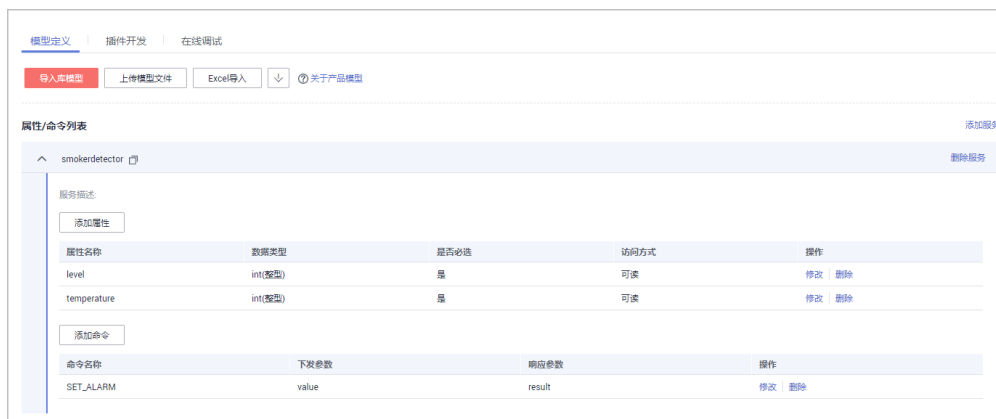 模型定义 插件开发 在线调试
导入库模型 上传模型文件 Excel导入 关于产品模型
属性/命令列表 添加服务
smokerdetector 删除服务
服务描述:
添加属性
属性名称 数据类型 是否必选 访问方式 操作
level int(整型) 是 可读 修改 删除
temperature int(整型) 是 可读 修改 删除
添加命令
命令名称 下发参数 响应参数 操作
SET_ALARM value result 修改 删除